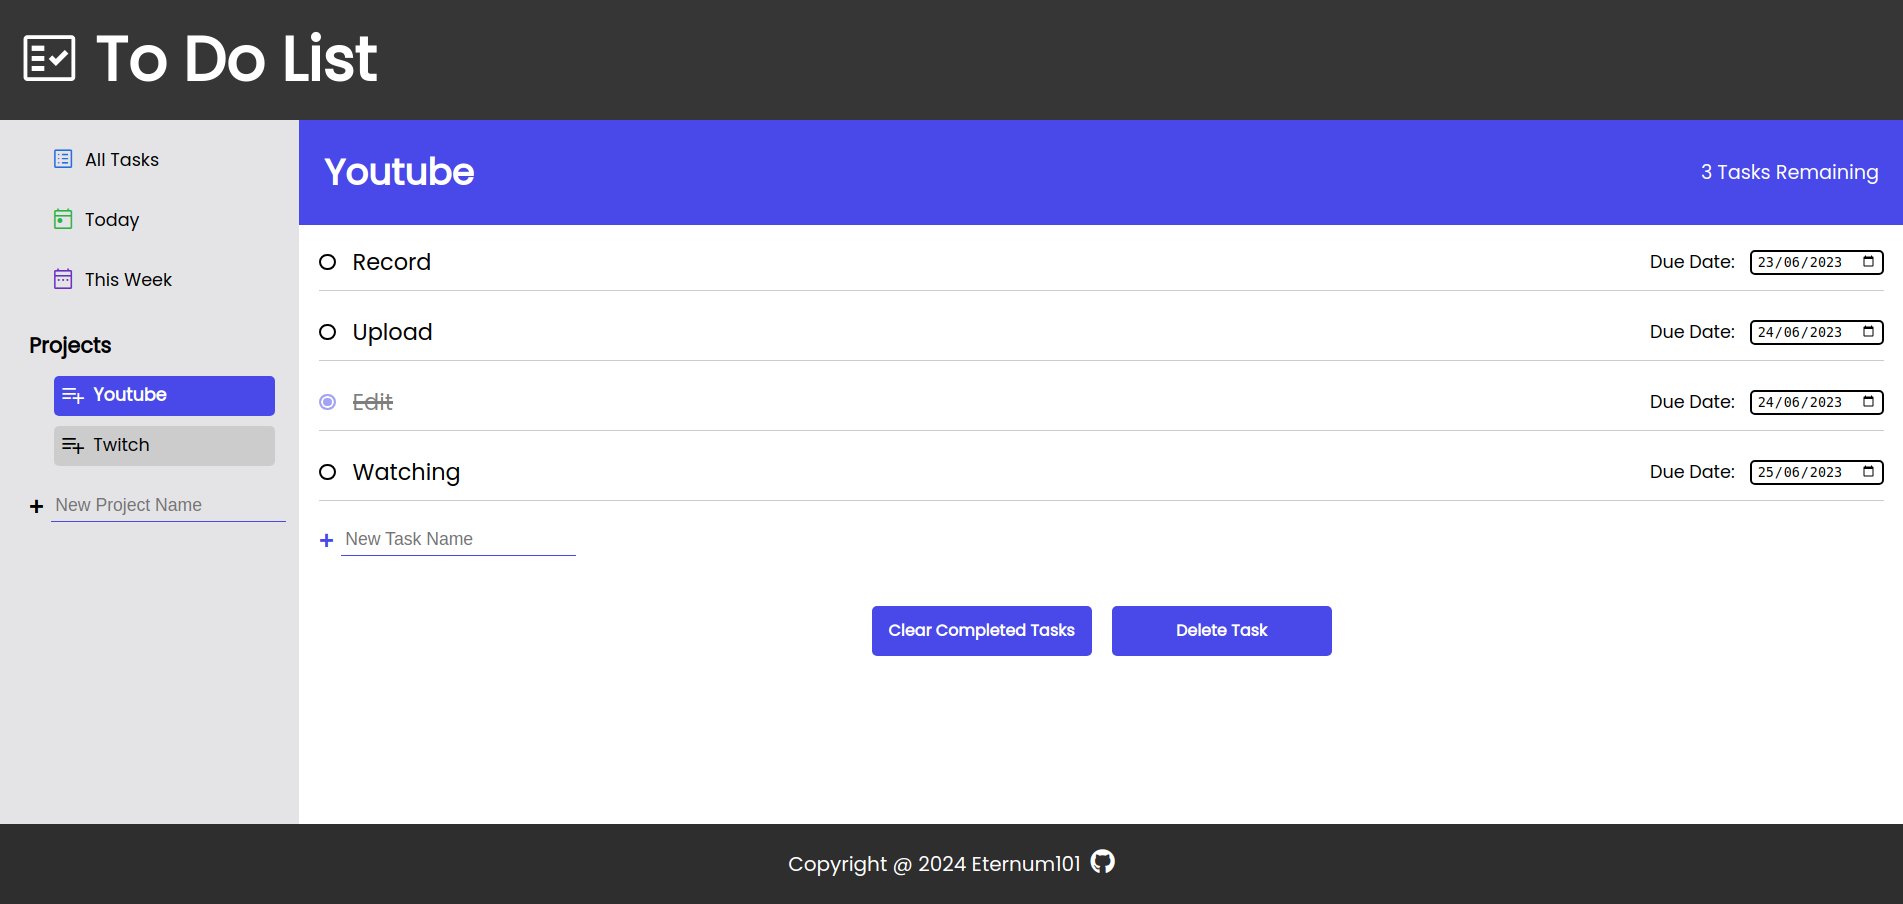 To Do List
All Tasks
Today
This Week
Projects
Youtube
Twitch
+ New Project Name
Youtube
3 Tasks Remaining
Record
Due Date: 23/06/2023
Upload
Due Date: 24/06/2023
Edit
Due Date: 24/06/2023
Watching
Due Date: 25/06/2023
+ New Task Name
Clear Completed Tasks
Delete Task
Copyright @ 2024 Eternum101